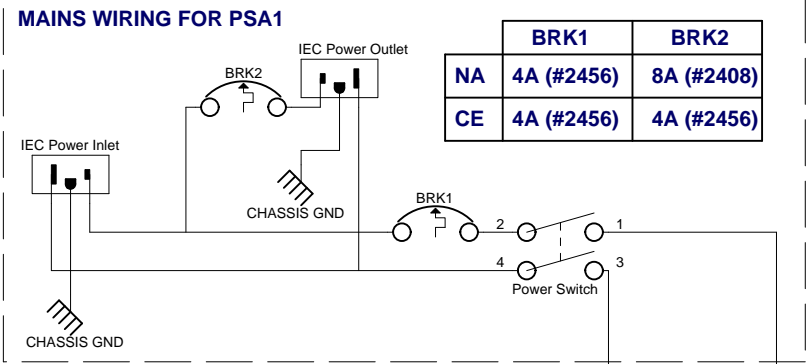 MAINS WIRING FOR PSA1
BRK1 BRK2
NA 4A (#2456) 8A (#2408)
CE 4A (#2456) 4A (#2456)
IEC Power Outlet
BRK2
IEC Power Inlet
CHASSIS GND
BRK1
2 1
4 3
Power Switch
CHASSIS GND